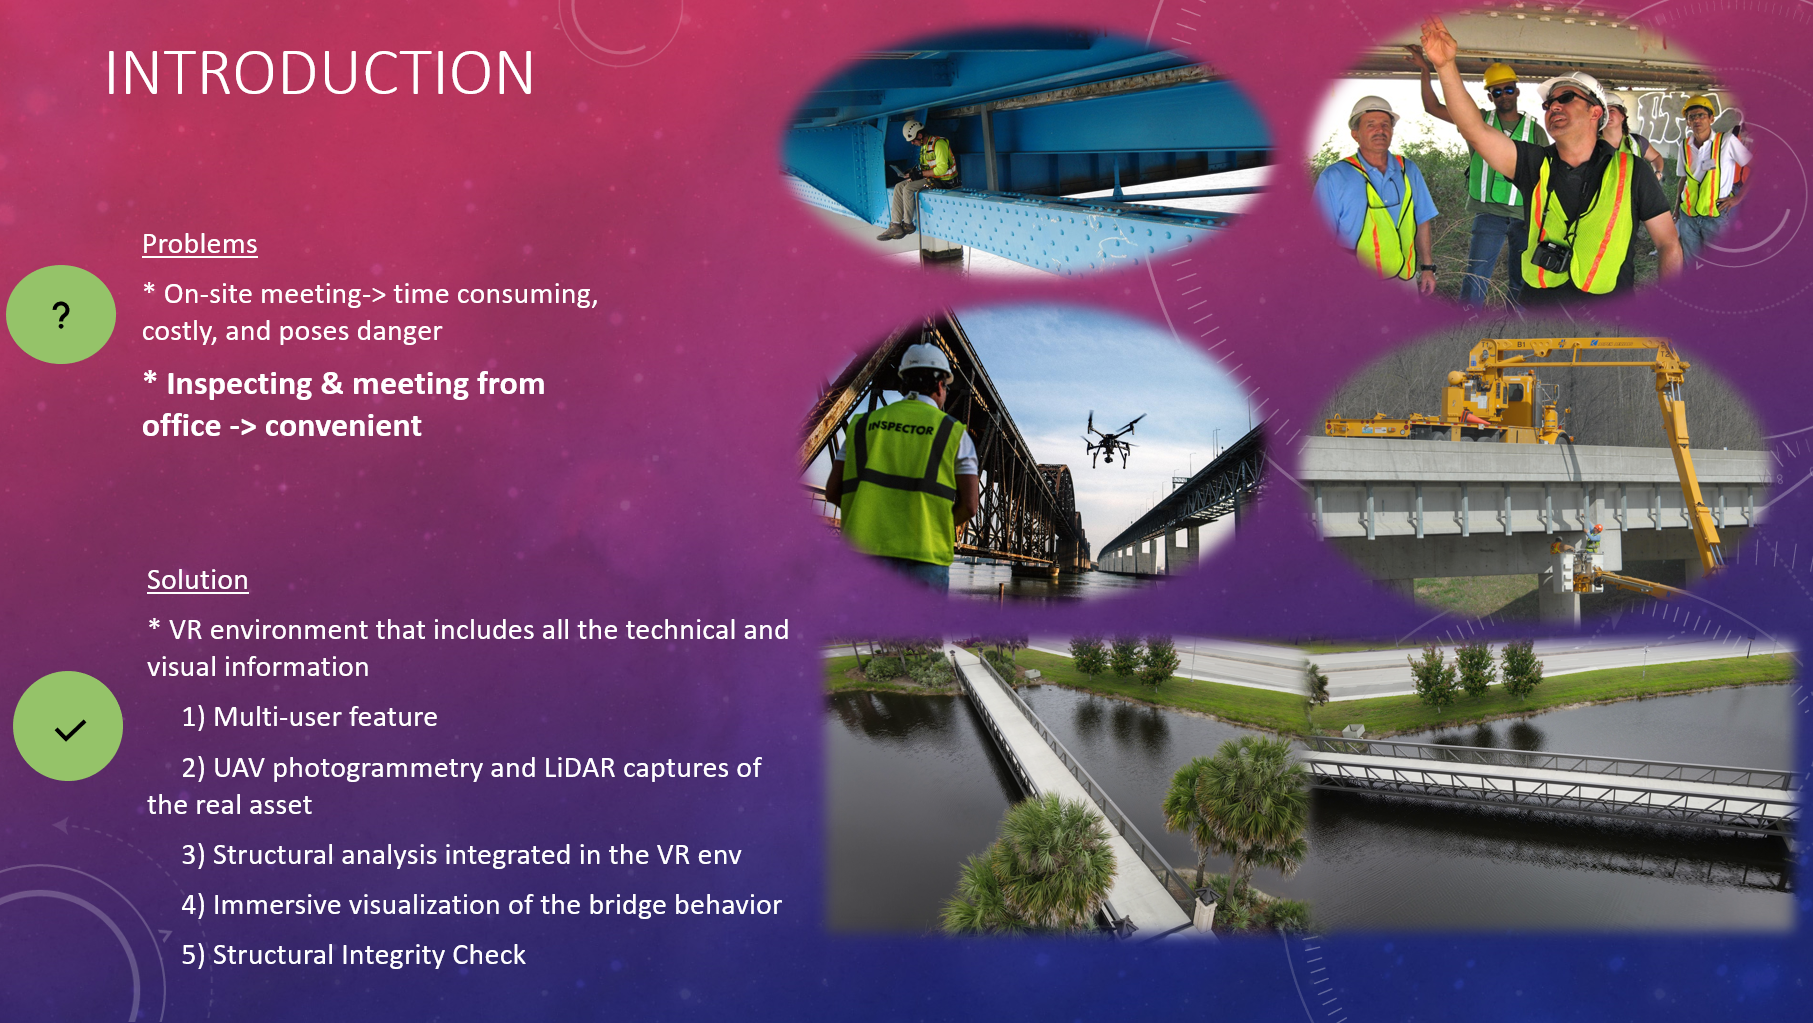 INTRODUCTION
Problems
* On-site meeting-> time consuming,
costly, and poses danger
* Inspecting & meeting from
office -> convenient
?
Solution
* VR environment that includes all the technical and
visual information
1) Multi-user feature
2) UAV photogrammetry and LiDAR captures of
the real asset
3) Structural analysis integrated in the VR env
4) Immersive visualization of the bridge behavior
5) Structural Integrity Check
INSPECTOR
B1